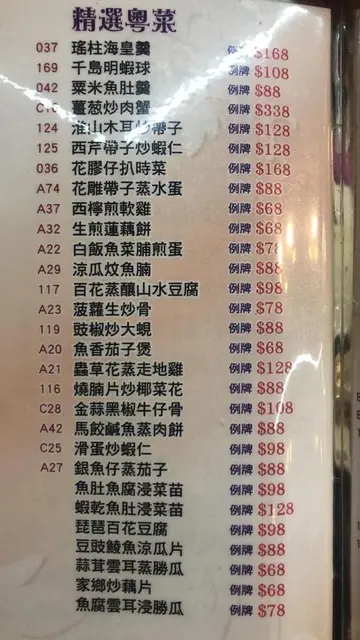 精選粵菜
037 瑤柱海皇羹 例牌 $168
169 千島明蝦球 例牌 $108
042 粟米魚肚羹 例牌 $88
C10 薑葱炒肉蟹 例牌 $338
124 淮山木耳炒帶子 例牌 $128
125 西芹帶子炒蝦仁 例牌 $128
036 花膠仔扒時菜 例牌 $168
A74 花雕帶子蒸水蛋 例牌 $88
A37 西檸煎軟雞 例牌 $68
A32 生煎蓮藕餅 例牌 $68
A22 白飯魚菜脯煎蛋 例牌 $78
A29 涼瓜炆魚腩 例牌 $88
117 百花蒸釀山水豆腐 例牌 $98
A23 菠蘿生炒骨 例牌 $78
119 豉椒炒大蜆 例牌 $88
A20 魚香茄子煲 例牌 $68
A21 蟲草花蒸走地雞 例牌 $128
116 燒腩片炒椰菜花 例牌 $88
C28 金蒜黑椒牛仔骨 例牌 $108
A42 馬餃鹹魚蒸肉餅 例牌 $88
C25 滑蛋炒蝦仁 例牌 $98
A27 銀魚仔蒸茄子 例牌 $88
魚肚魚腐浸菜苗 例牌 $98
蝦乾魚肚浸菜苗 例牌 $128
琵琶百花豆腐 例牌 $98
豆豉鯪魚涼瓜片 例牌 $88
蒜茸雲耳蒸勝瓜 例牌 $68
家鄉炒藕片 例牌 $68
魚腐雲耳浸勝瓜 例牌 $78